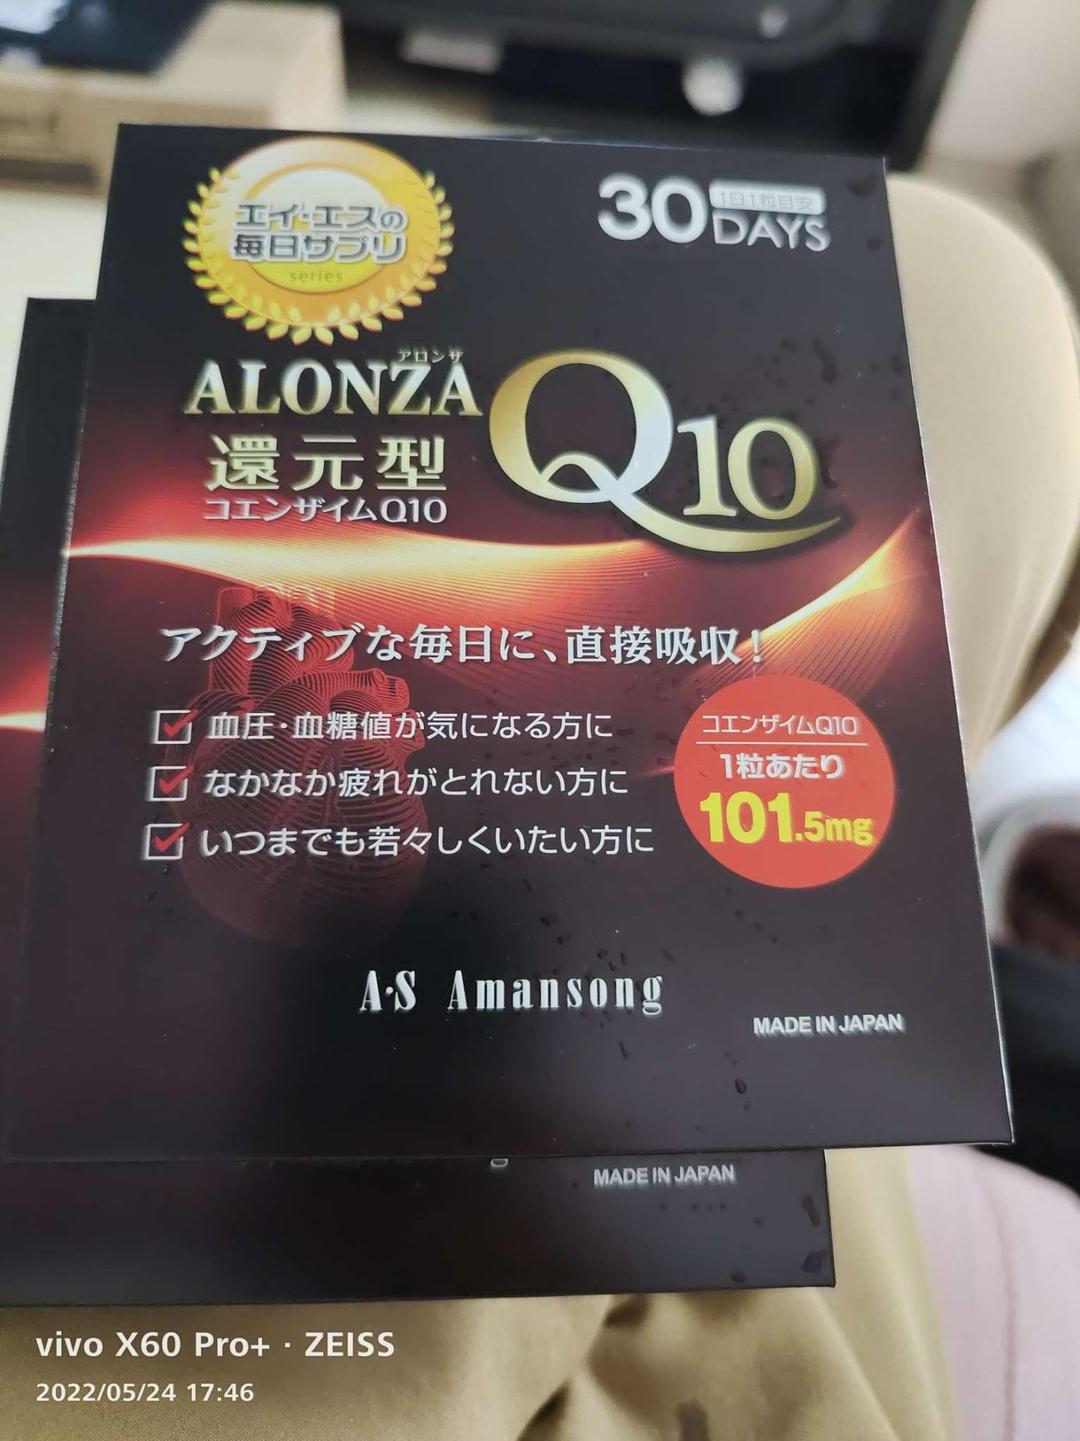 エイ・エスの
毎日サプリ
series
30
1日1粒目安
DAYS
アロンザ
ALONZA
還元型
コエンザイムQ10
Q10
アクティブな毎日に、直接吸収!
血圧・血糖値が気になる方に
なかなか疲れがとれない方に
いつまでも若々しくいたい方に
コエンザイムQ10
1粒あたり
101.5mg
A·S Amansong
MADE IN JAPAN
g
MADE IN JAPAN
vivo X60 Pro+ · ZEISS
2022/05/24 17:46